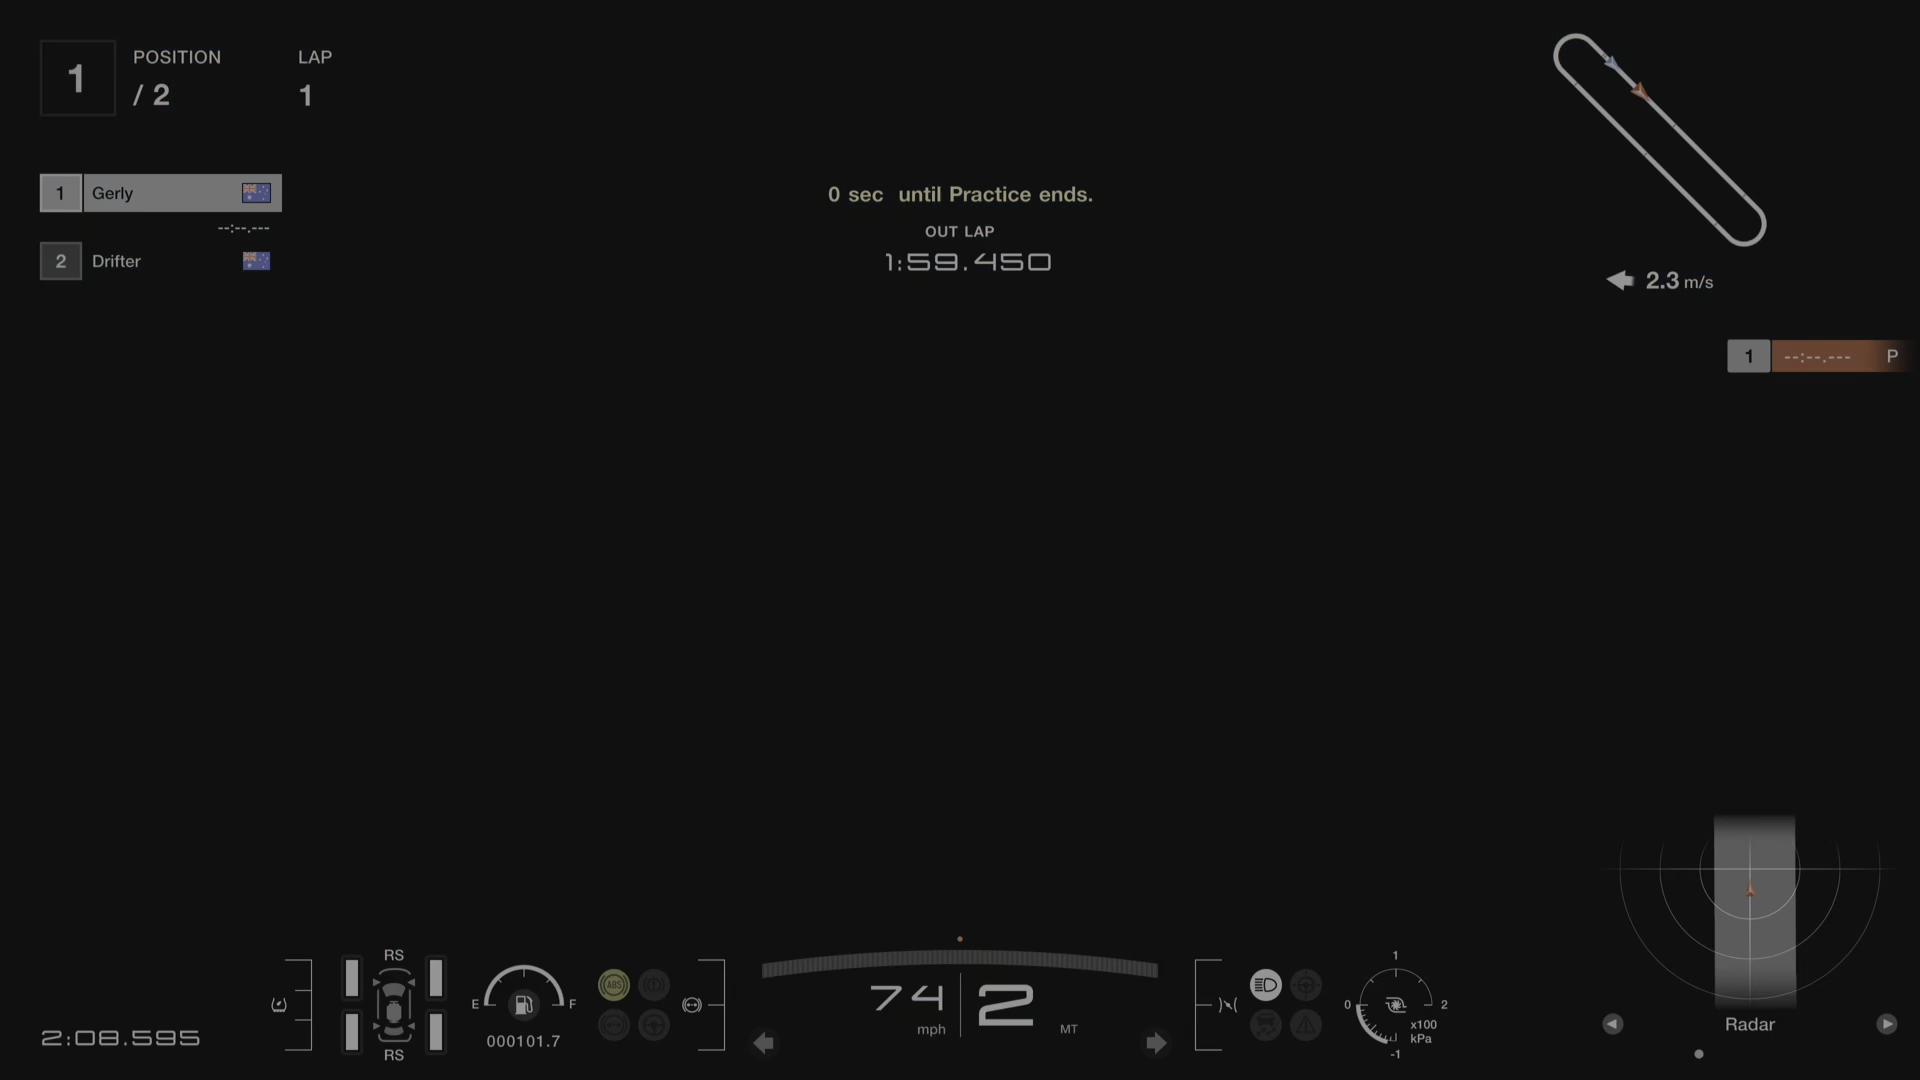 1
POSITION
/ 2
LAP
1
1 Gerly
--:--.---
2 Drifter
0 sec  until Practice ends.
OUT LAP
1:59.450
2.3 m/s
1 --:--.--- P
2:08.595
RS
RS
E F
000101.7
ABS
74
mph
2
MT
1
0 2
x100
kPa
-1
Radar